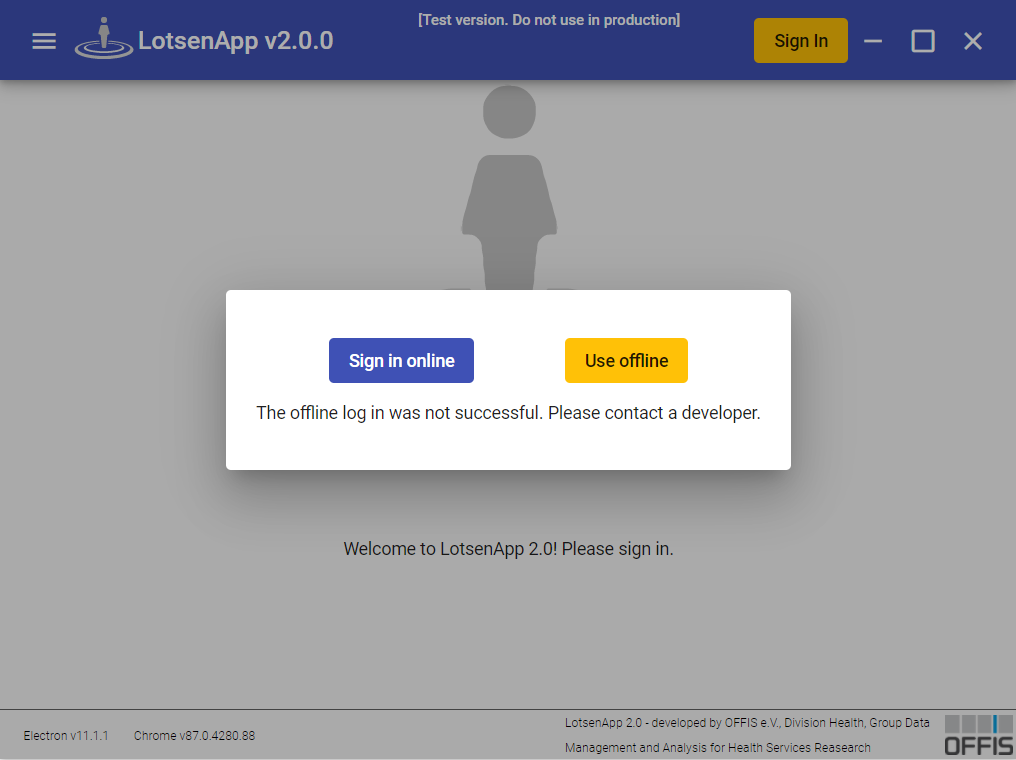 [Test version. Do not use in production]
LotsenApp v2.0.0
Sign In
Sign in online
Use offline
The offline log in was not successful. Please contact a developer.
Welcome to LotsenApp 2.0! Please sign in.
Electron v11.1.1
Chrome v87.0.4280.88
LotsenApp 2.0 - developed by OFFIS e.V., Division Health, Group Data
Management and Analysis for Health Services Reasearch
OFFIS